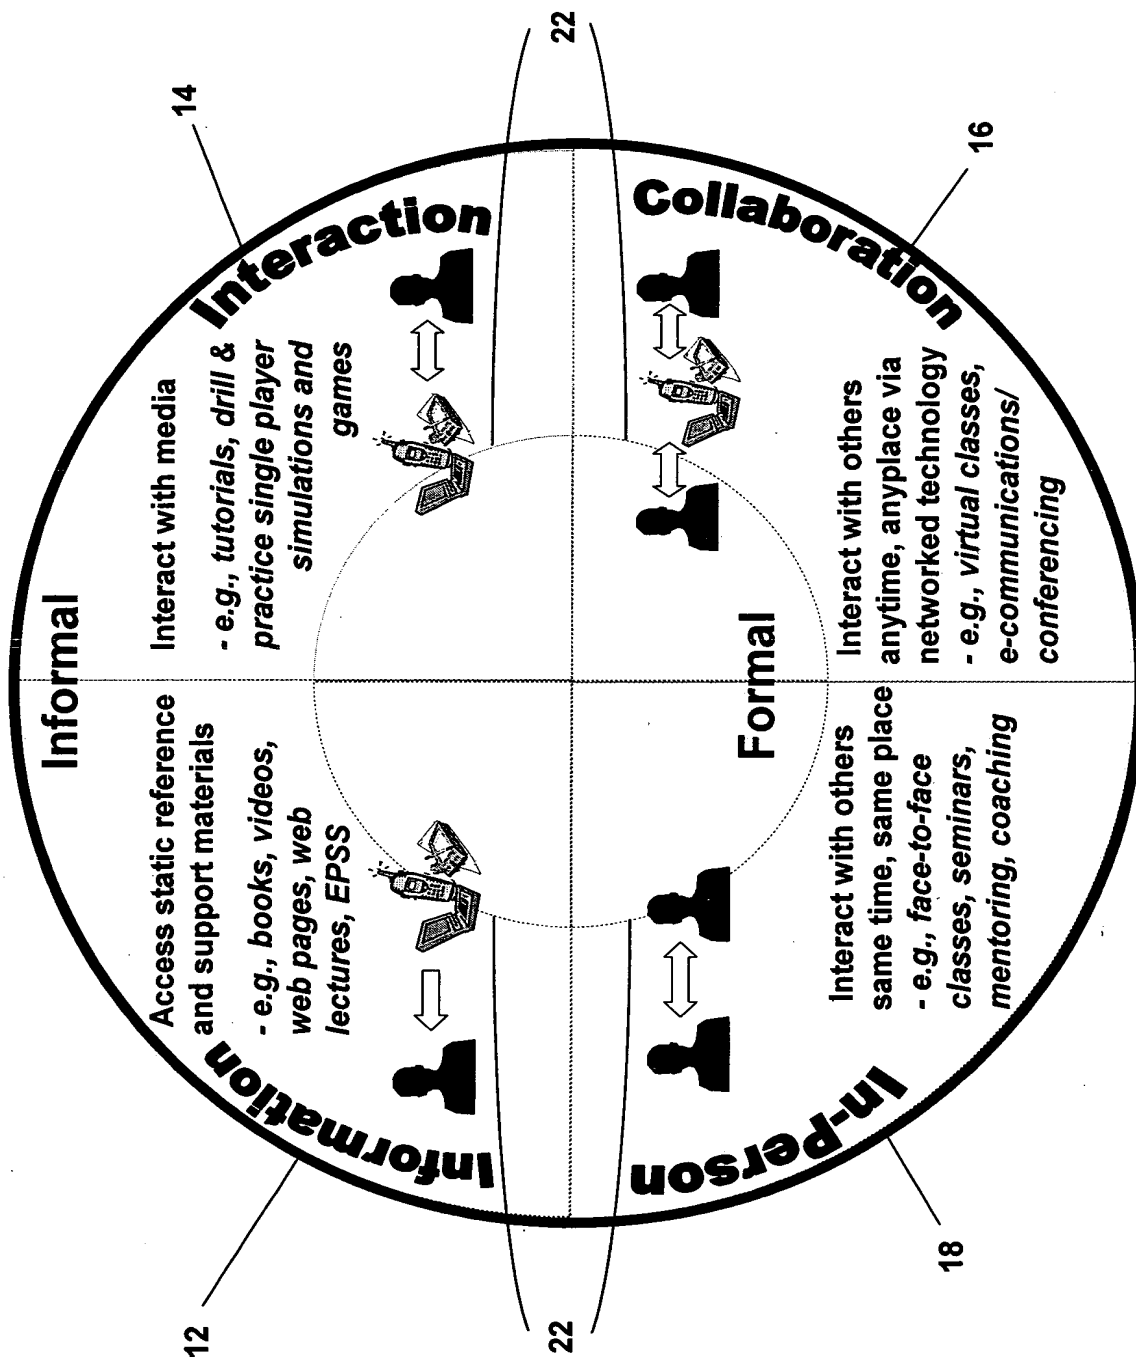 Informal
12
14
Information
Access static reference
and support materials
- e.g., books, videos,
web pages, web
lectures, EPSS
Interaction
Interact with media
- e.g., tutorials, drill &
practice single player
simulations and
games
22
22
Formal
In-Person
Interact with others
same time, same place
- e.g., face-to-face
classes, seminars,
mentoring, coaching
Collaboration
Interact with others
anytime, anyplace via
networked technology
- e.g., virtual classes,
e-communications/
conferencing
18
16